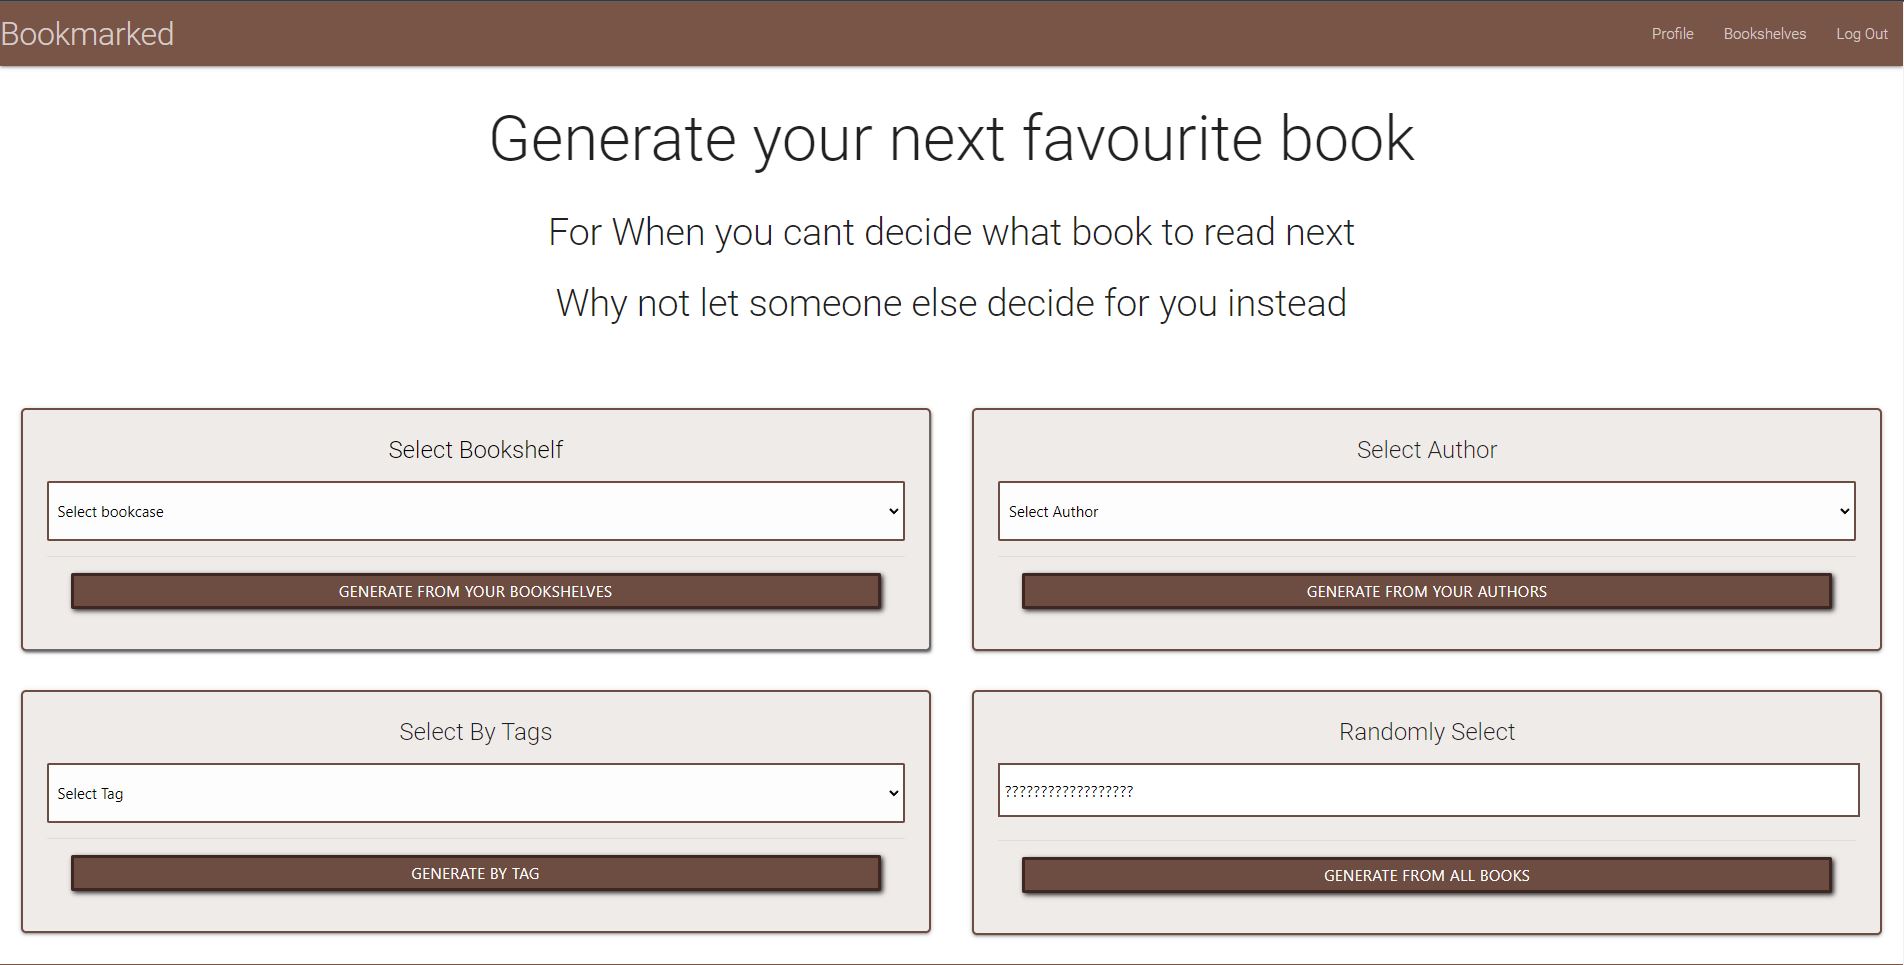 Bookmarked
Profile
Bookshelves
Log Out
Generate your next favourite book
For When you cant decide what book to read next
Why not let someone else decide for you instead
Select Bookshelf
Select bookcase
GENERATE FROM YOUR BOOKSHELVES
Select Author
Select Author
GENERATE FROM YOUR AUTHORS
Select By Tags
Select Tag
GENERATE BY TAG
Randomly Select
??????????????????
GENERATE FROM ALL BOOKS